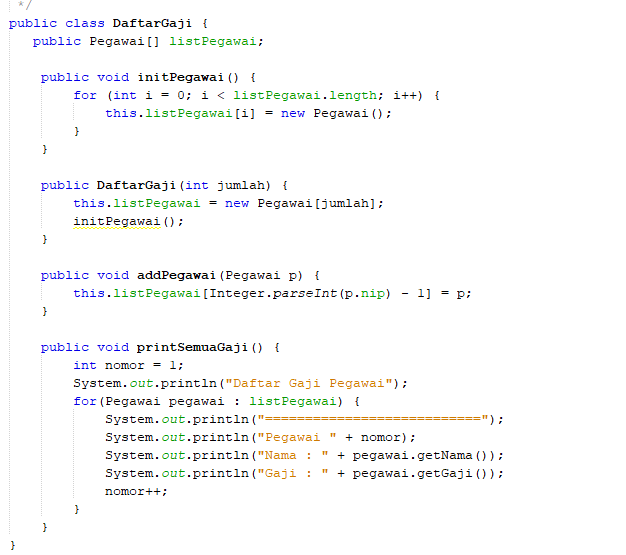 */
public class DaftarGaji {
public Pegawai[] listPegawai;
public void initPegawai() {
for (int i = 0; i < listPegawai.length; i++) {
this.listPegawai[i] = new Pegawai();
}
}
public DaftarGaji(int jumlah) {
this.listPegawai = new Pegawai[jumlah];
initPegawai();
}
public void addPegawai(Pegawai p) {
this.listPegawai[Integer.parseInt(p.nip) - 1] = p;
}
public void printSemuaGaji() {
int nomor = 1;
System.out.println("Daftar Gaji Pegawai");
for(Pegawai pegawai : listPegawai) {
System.out.println("===========================");
System.out.println("Pegawai " + nomor);
System.out.println("Nama : " + pegawai.getNama());
System.out.println("Gaji : " + pegawai.getGaji());
nomor++;
}
}
}